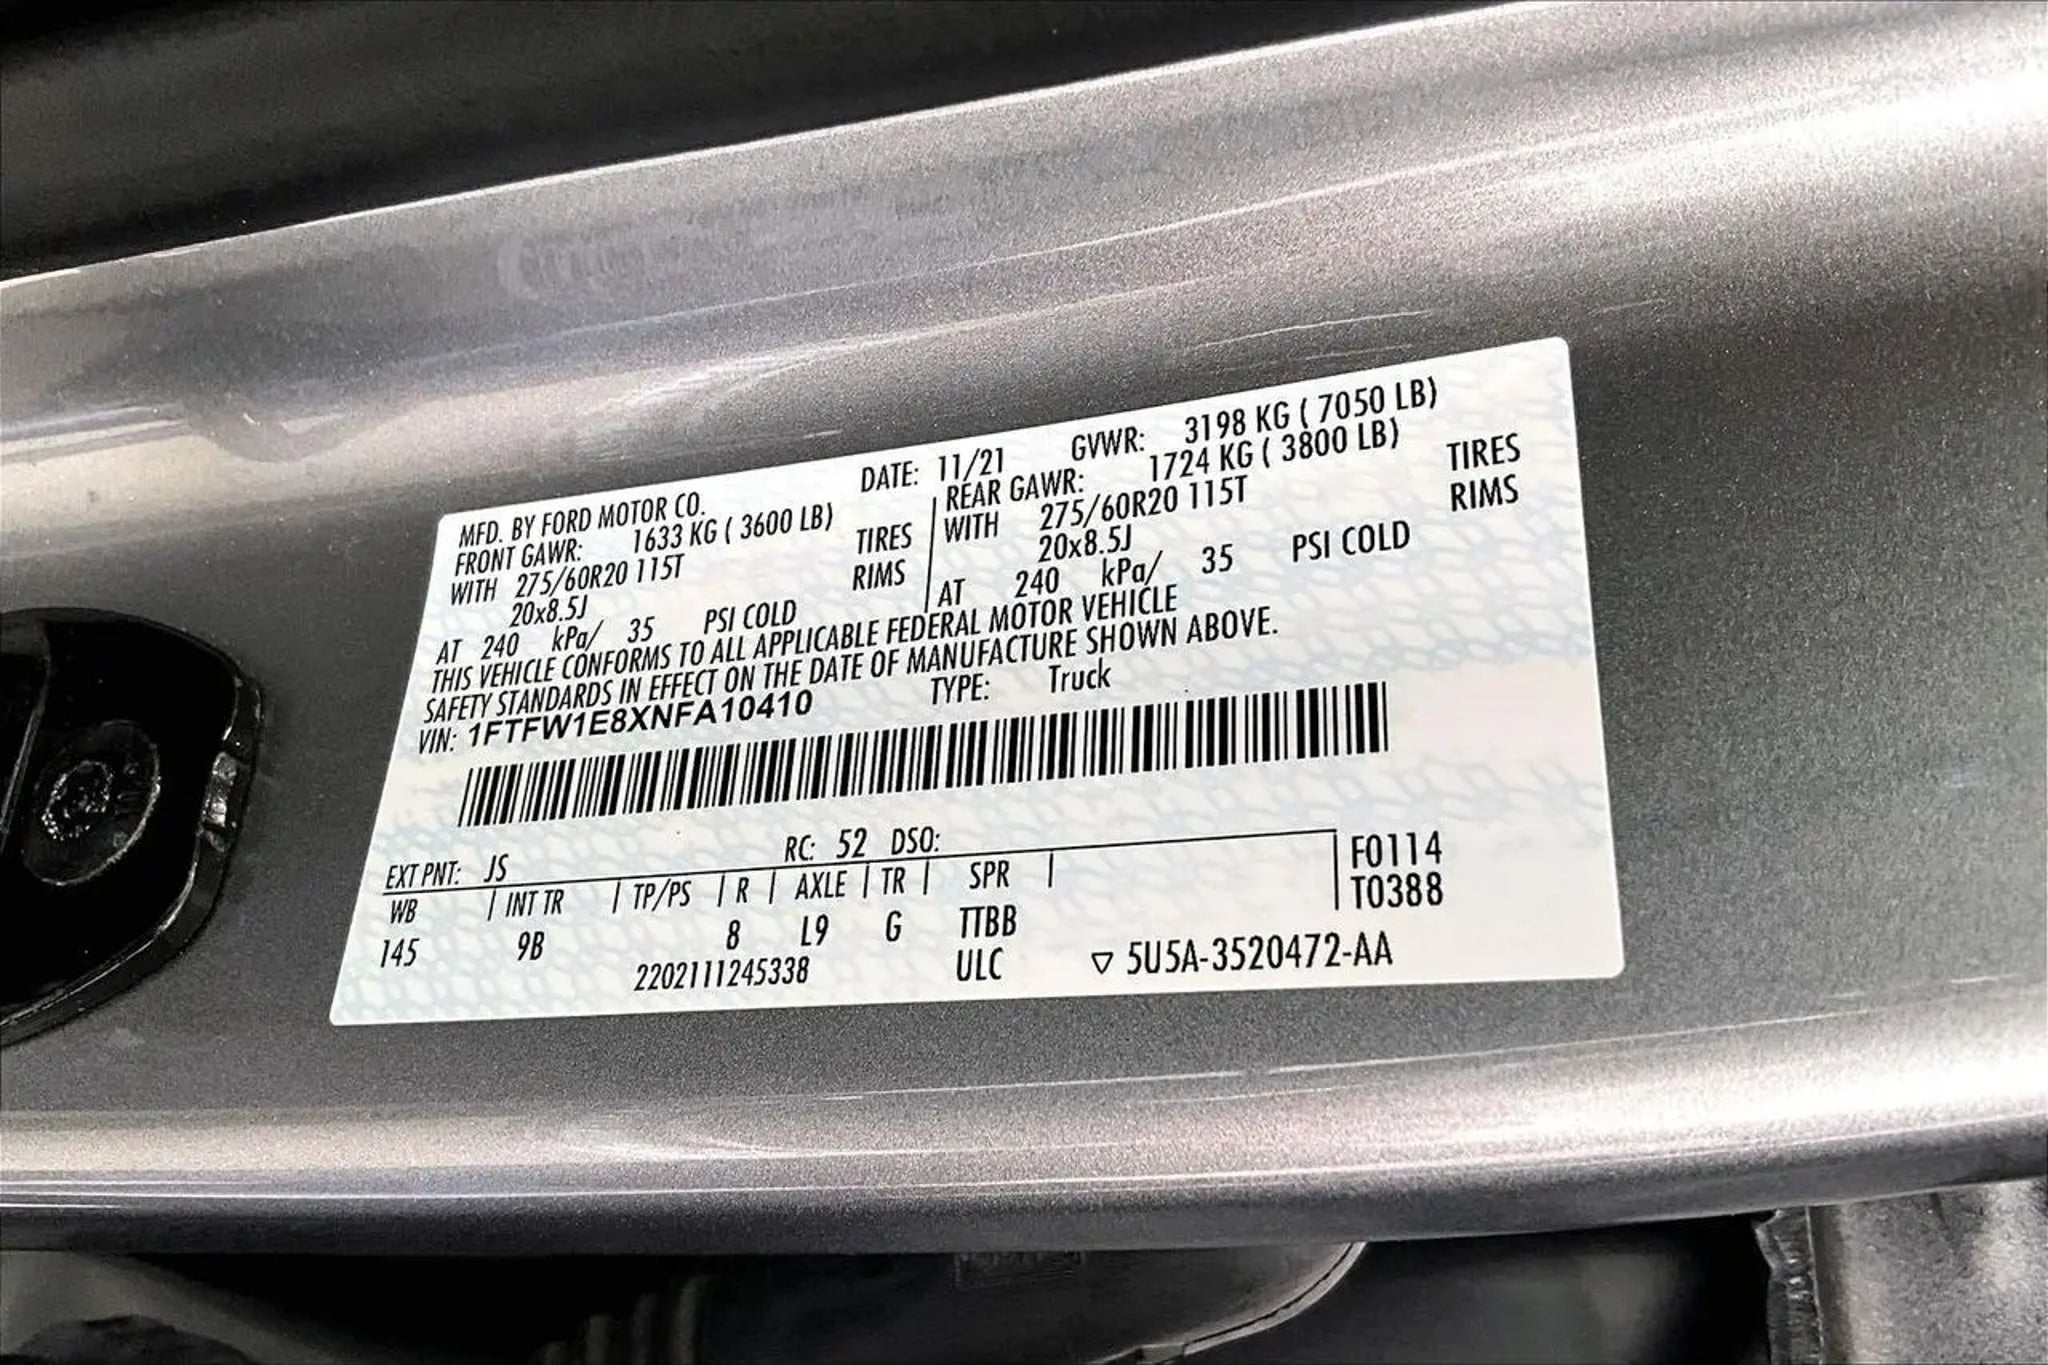 MFD. BY FORD MOTOR CO. DATE: 11/21 GVWR: 3198 KG ( 7050 LB)
FRONT GAWR: 1633 KG ( 3600 LB) REAR GAWR: 1724 KG ( 3800 LB)
WITH 275/60R20 115T TIRES WITH 275/60R20 115T TIRES
20x8.5J RIMS 20x8.5J RIMS
AT 240 kPa/ 35 PSI COLD AT 240 kPa/ 35 PSI COLD
THIS VEHICLE CONFORMS TO ALL APPLICABLE FEDERAL MOTOR VEHICLE
SAFETY STANDARDS IN EFFECT ON THE DATE OF MANUFACTURE SHOWN ABOVE.
VIN: 1FTFW1E8XNFA10410 TYPE: Truck
EXT PNT: JS RC: 52 DSO: F0114
WB INT TR TP/PS R AXLE TR SPR T0388
145 9B 8 L9 G TTBB
2202111245338 ULC ▽ 5U5A-3520472-AA